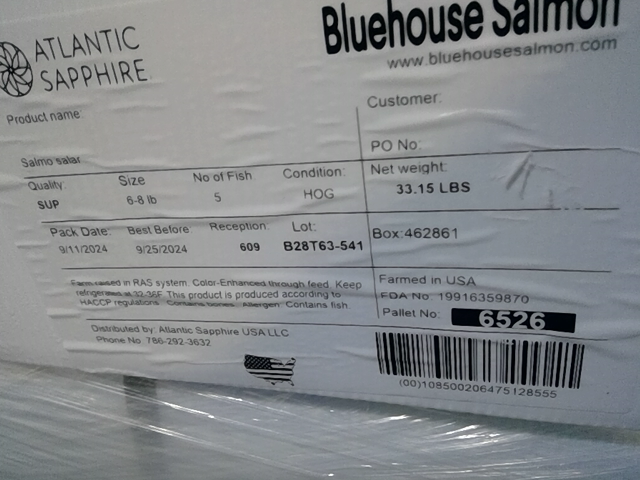 ATLANTIC
SAPPHIRE
Bluehouse Salmon
www.bluehousesalmon.com
Product name:
Customer:
PO No:
Salmo salar
Quality: Size No of Fish Condition: Net weight:
SUP 6-8 lb 5 HOG 33.15 LBS
Pack Date: Best Before: Reception: Lot: Box:462861
9/11/2024 9/25/2024 609 B28T63-541
Farm raised in RAS system. Color-Enhanced through feed. Keep
refrigerated at 32-36F. This product is produced according to
HACCP regulations. Contains bones. Allergen: Contains fish.
Farmed in USA
FDA No: 19916359870
Pallet No: 6526
Distributed by: Atlantic Sapphire USA LLC
Phone No: 786-292-3632
(00)108500206475128555